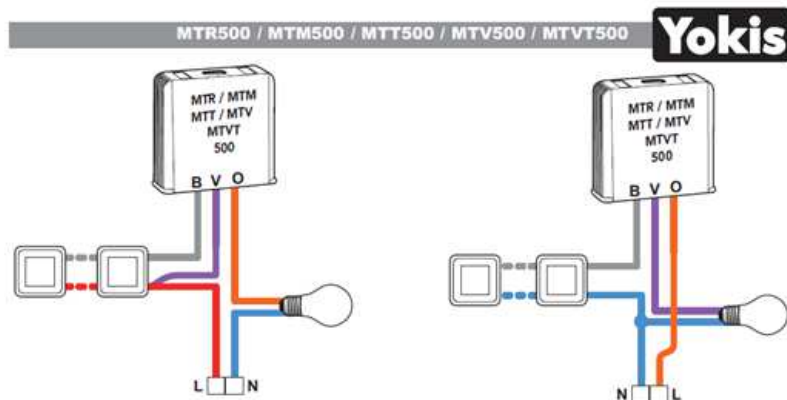 MTR500 / MTM500 / MTT500 / MTV500 / MTVT500
Yokis
MTR / MTM
MTT / MTV
MTVT
500
B V O
L N
MTR / MTM
MTT / MTV
MTVT
500
B V O
N L